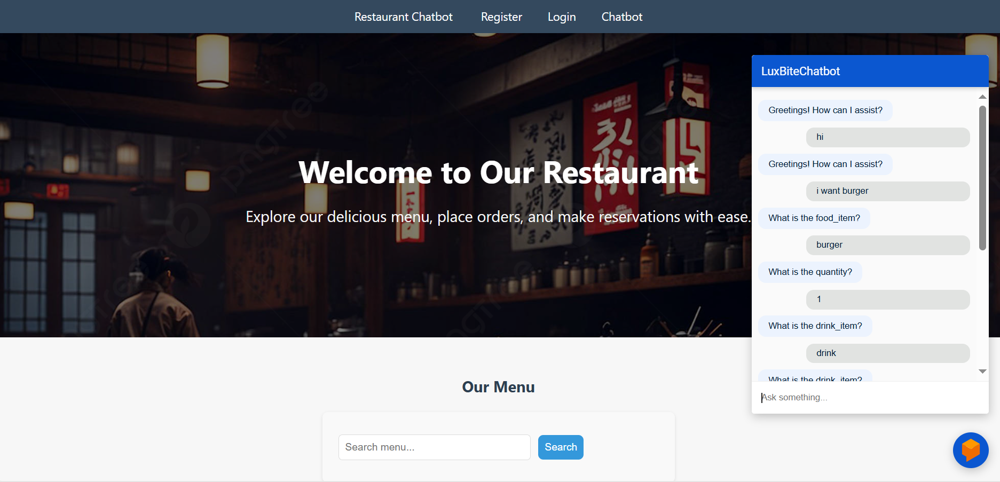 Restaurant Chatbot Register Login Chatbot
Welcome to Our Restaurant
Explore our delicious menu, place orders, and make reservations with ease.
Our Menu
Search menu... Search
LuxBiteChatbot
Greetings! How can I assist?
hi
Greetings! How can I assist?
i want burger
What is the food_item?
burger
What is the quantity?
1
What is the drink_item?
drink
What is the drink_item?
Ask something...
pngtree